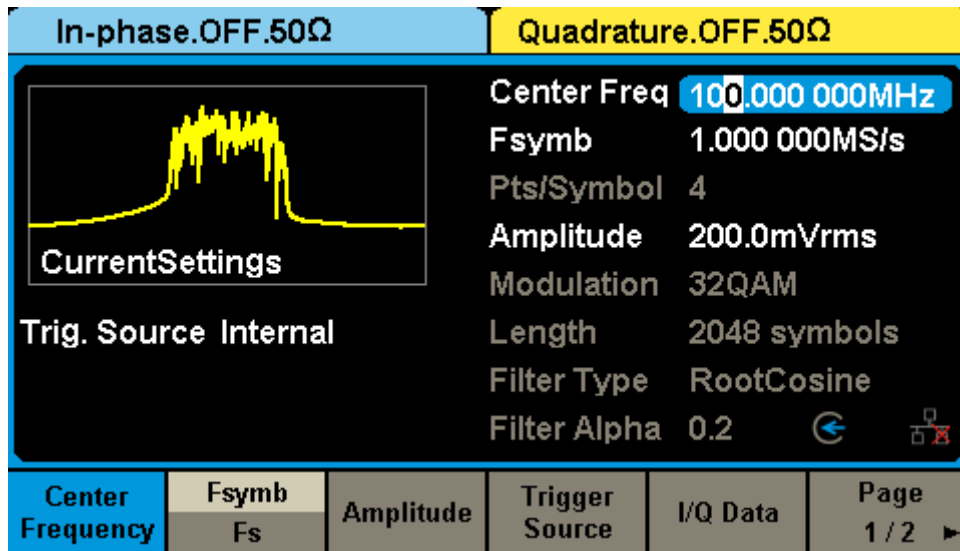 In-phase.OFF.50Ω
Quadrature.OFF.50Ω
CurrentSettings
Trig. Source Internal
Center Freq 100.000 000MHz
Fsymb 1.000 000MS/s
Pts/Symbol 4
Amplitude 200.0mVrms
Modulation 32QAM
Length 2048 symbols
Filter Type RootCosine
Filter Alpha 0.2
Center
Frequency
Fsymb
Fs
Amplitude
Trigger
Source
I/Q Data
Page
1 / 2 ►